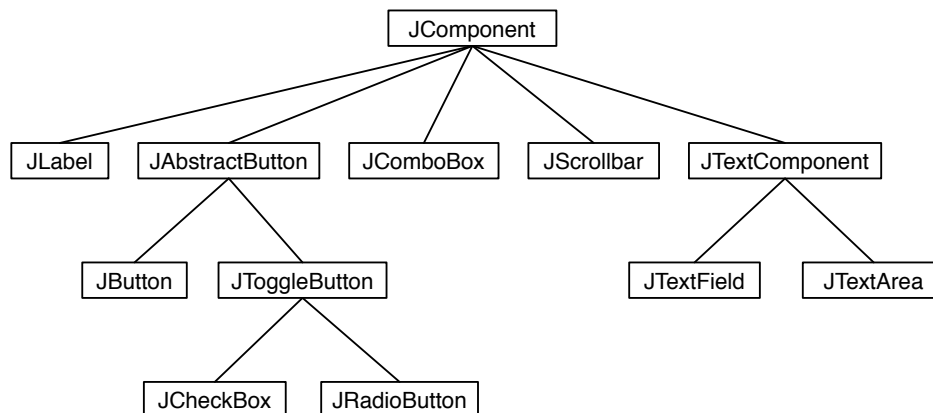 JComponent
JLabel
JAbstractButton
JComboBox
JScrollbar
JTextComponent
JButton
JToggleButton
JTextField
JTextArea
JCheckBox
JRadioButton